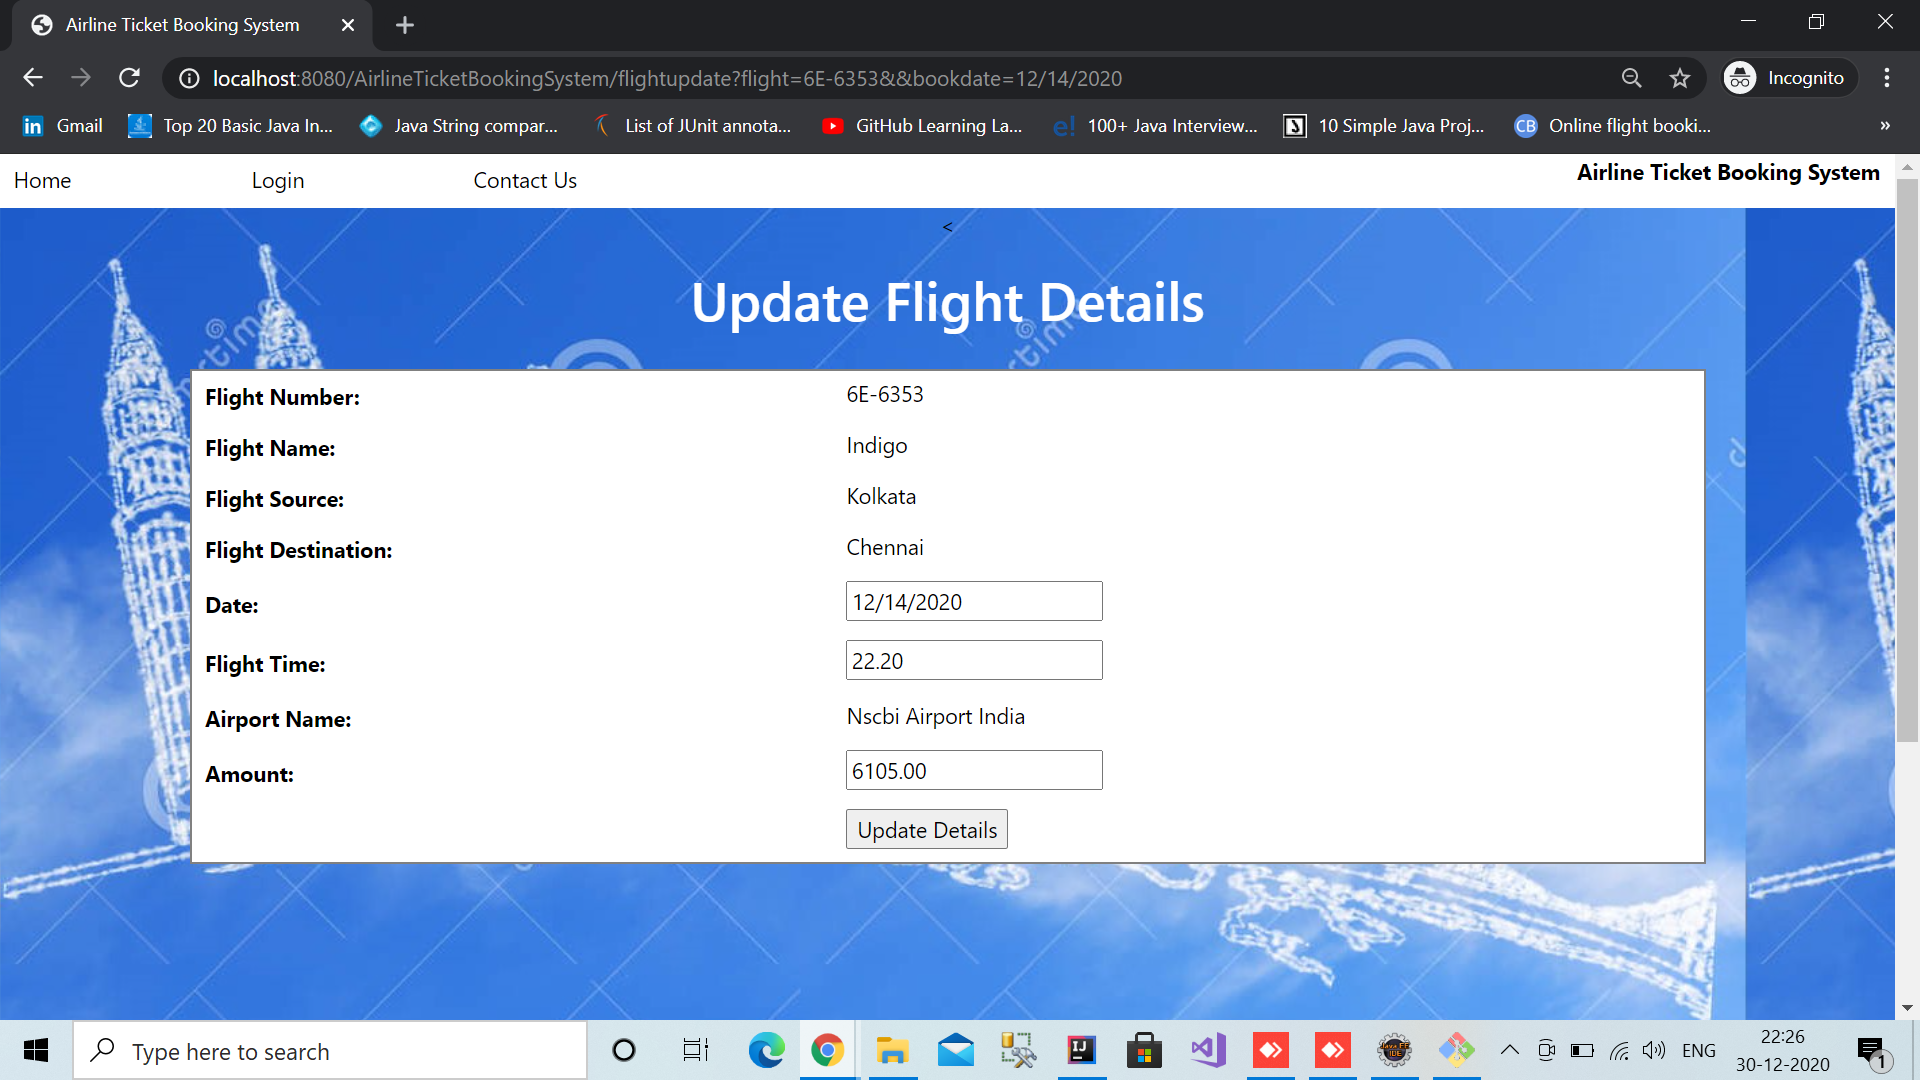 Airline Ticket Booking System
localhost:8080/AirlineTicketBookingSystem/flightupdate?flight=6E-6353&&bookdate=12/14/2020
Incognito
in Gmail Top 20 Basic Java In... Java String compar... List of JUnit annota... GitHub Learning La... e! 100+ Java Interview... 10 Simple Java Proj... CB Online flight booki... »
Home Login Contact Us Airline Ticket Booking System
<
Update Flight Details
Flight Number: 6E-6353
Flight Name: Indigo
Flight Source: Kolkata
Flight Destination: Chennai
Date: 12/14/2020
Flight Time: 22.20
Airport Name: Nscbi Airport India
Amount: 6105.00
Update Details
Type here to search
IJ
ENG
22:26
30-12-2020
1